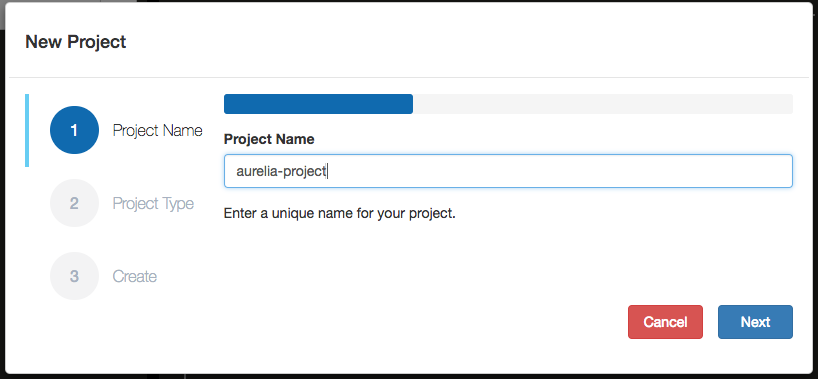 New Project
1 Project Name
2 Project Type
3 Create
Project Name
aurelia-project
Enter a unique name for your project.
Cancel Next